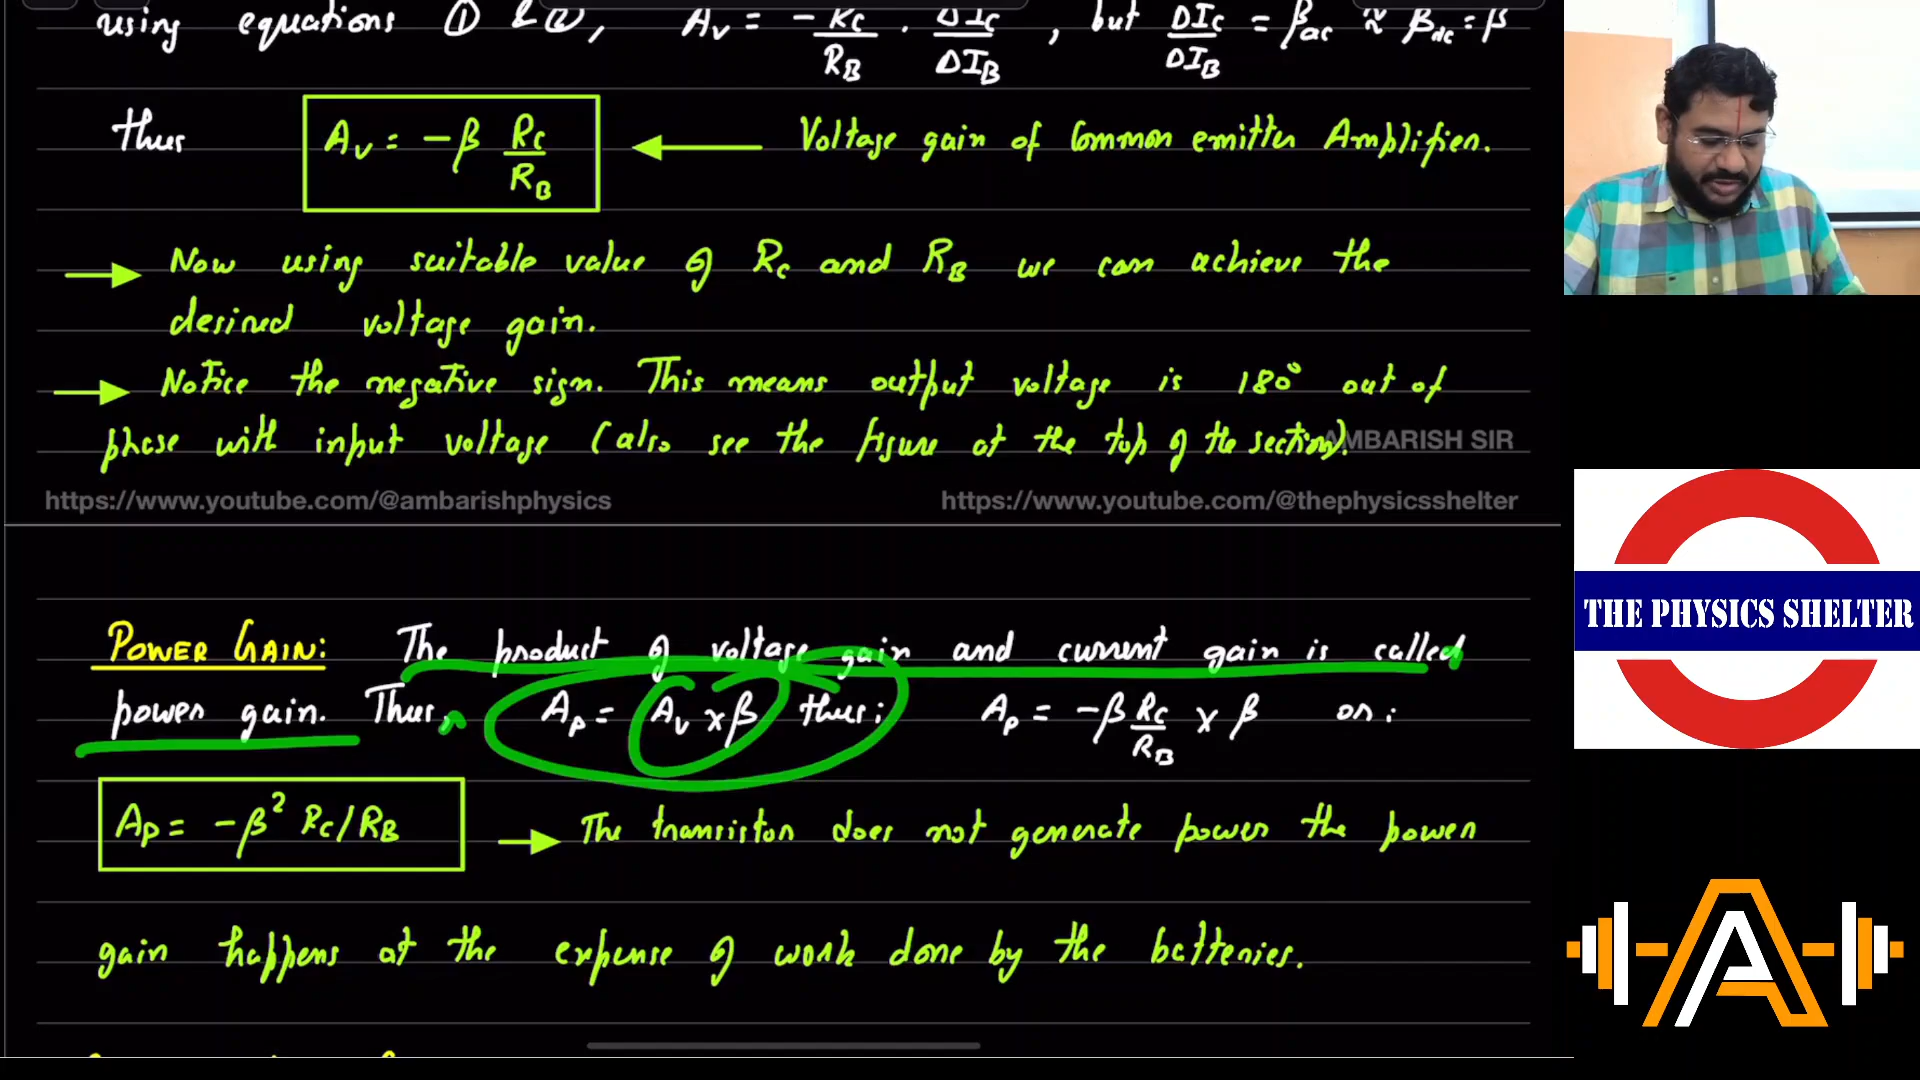 using equations ① & ②, Av = - Rc/RB . ΔIc/ΔIB , but ΔIc/ΔIB = βac ≈ βdc = β
thus Av = -β Rc/RB ← Voltage gain of Common emitter Amplifier.
→ Now using suitable value of Rc and RB we can achieve the
desired voltage gain.
→ Notice the negative sign. This means output voltage is 180° out of
phase with input voltage (also see the figure at the top of the section).
AMBARISH SIR
https://www.youtube.com/@ambarishphysics https://www.youtube.com/@thephysicsshelter
THE PHYSICS SHELTER
POWER GAIN: The product of voltage gain and current gain is called
power gain. Thus, Ap = Av × β thus; Ap = -β Rc/RB × β or:
Ap = -β² Rc/RB → The transistor does not generate power the power
gain happens at the expense of work done by the batteries.